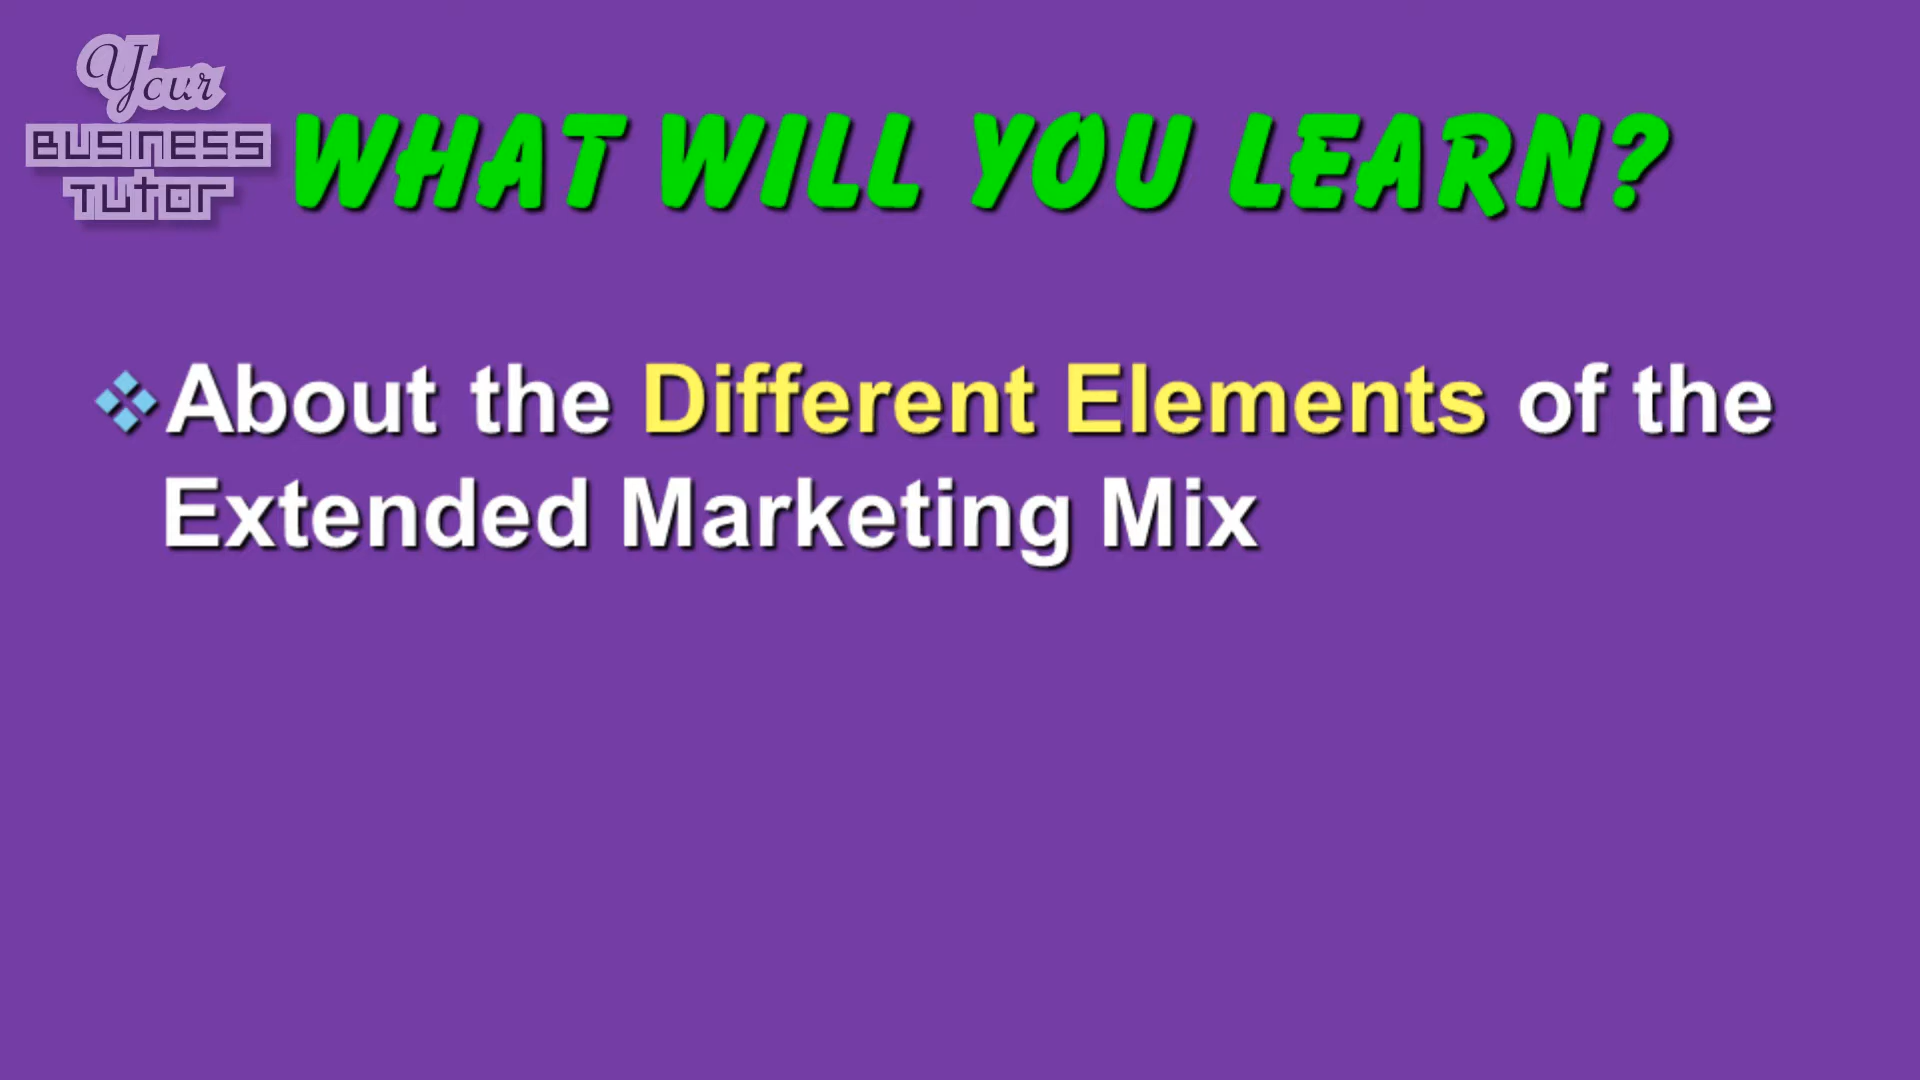 Your
BUSINESS
TUTOR
WHAT WILL YOU LEARN?
About the Different Elements of the
Extended Marketing Mix